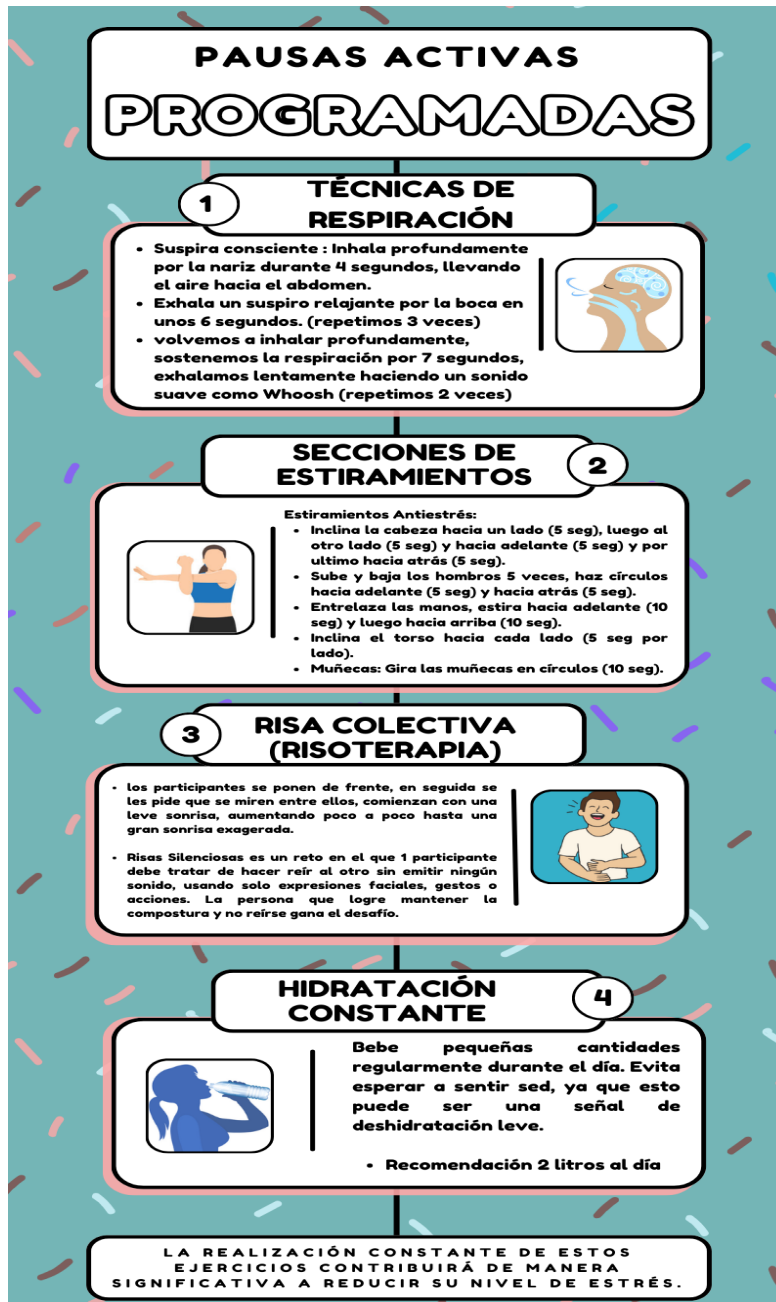 PAUSAS ACTIVAS
PROGRAMADAS
1
TÉCNICAS DE
RESPIRACIÓN
• Suspira consciente : Inhala profundamente
por la nariz durante 4 segundos, llevando
el aire hacia el abdomen.
• Exhala un suspiro relajante por la boca en
unos 6 segundos. (repetimos 3 veces)
• volvemos a inhalar profundamente,
sostenemos la respiración por 7 segundos,
exhalamos lentamente haciendo un sonido
suave como Whoosh (repetimos 2 veces)
SECCIONES DE
ESTIRAMIENTOS
2
Estiramientos Antiestrés:
• Inclina la cabeza hacia un lado (5 seg), luego al
otro lado (5 seg) y hacia adelante (5 seg) y por
ultimo hacia atrás (5 seg).
• Sube y baja los hombros 5 veces, haz círculos
hacia adelante (5 seg) y hacia atrás (5 seg).
• Entrelaza las manos, estira hacia adelante (10
seg) y luego hacia arriba (10 seg).
• Inclina el torso hacia cada lado (5 seg por
lado).
• Muñecas: Gira las muñecas en círculos (10 seg).
3
RISA COLECTIVA
(RISOTERAPIA)
• los participantes se ponen de frente, en seguida se
les pide que se miren entre ellos, comienzan con una
leve sonrisa, aumentando poco a poco hasta una
gran sonrisa exagerada.
• Risas Silenciosas es un reto en el que 1 participante
debe tratar de hacer reír al otro sin emitir ningún
sonido, usando solo expresiones faciales, gestos o
acciones. La persona que logre mantener la
compostura y no reírse gana el desafío.
HIDRATACIÓN
CONSTANTE
4
Bebe pequeñas cantidades
regularmente durante el día. Evita
esperar a sentir sed, ya que esto
puede ser una señal de
deshidratación leve.
• Recomendación 2 litros al día
LA REALIZACIÓN CONSTANTE DE ESTOS
EJERCICIOS CONTRIBUIRÁ DE MANERA
SIGNIFICATIVA A REDUCIR SU NIVEL DE ESTRÉS.